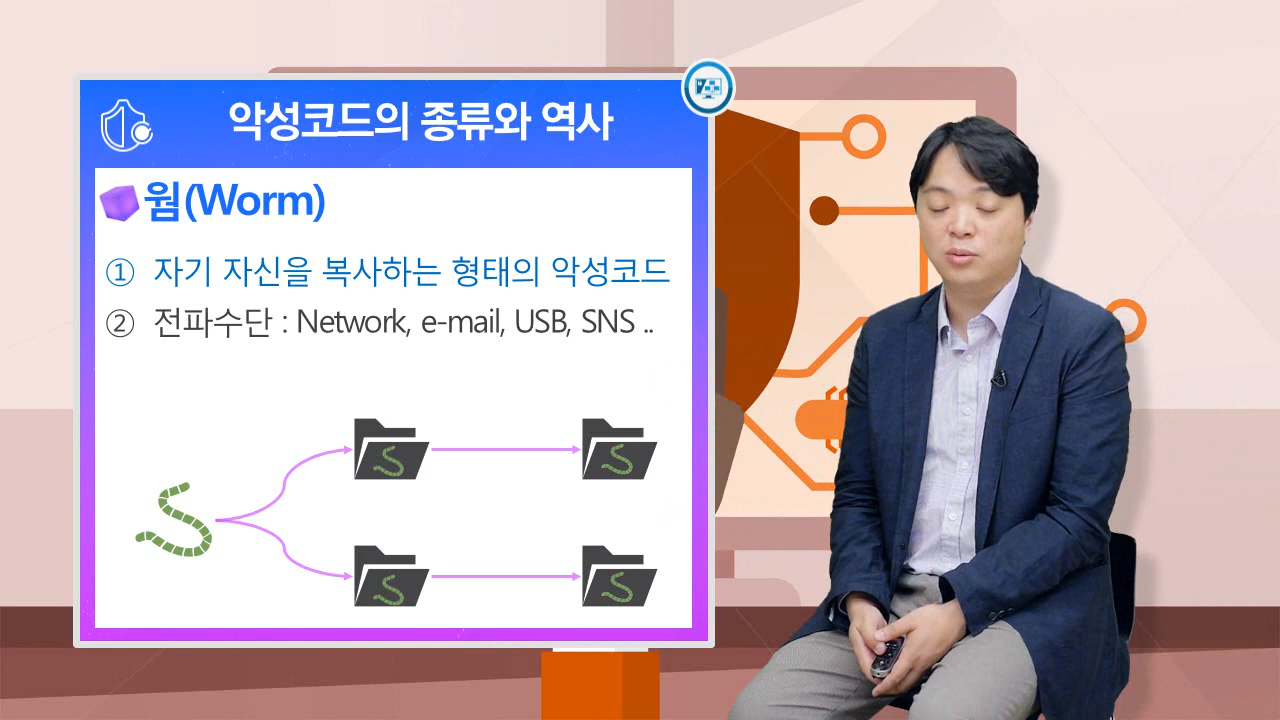 악성코드의 종류와 역사
웜(Worm)
① 자기 자신을 복사하는 형태의 악성코드
② 전파수단 : Network, e-mail, USB, SNS ..